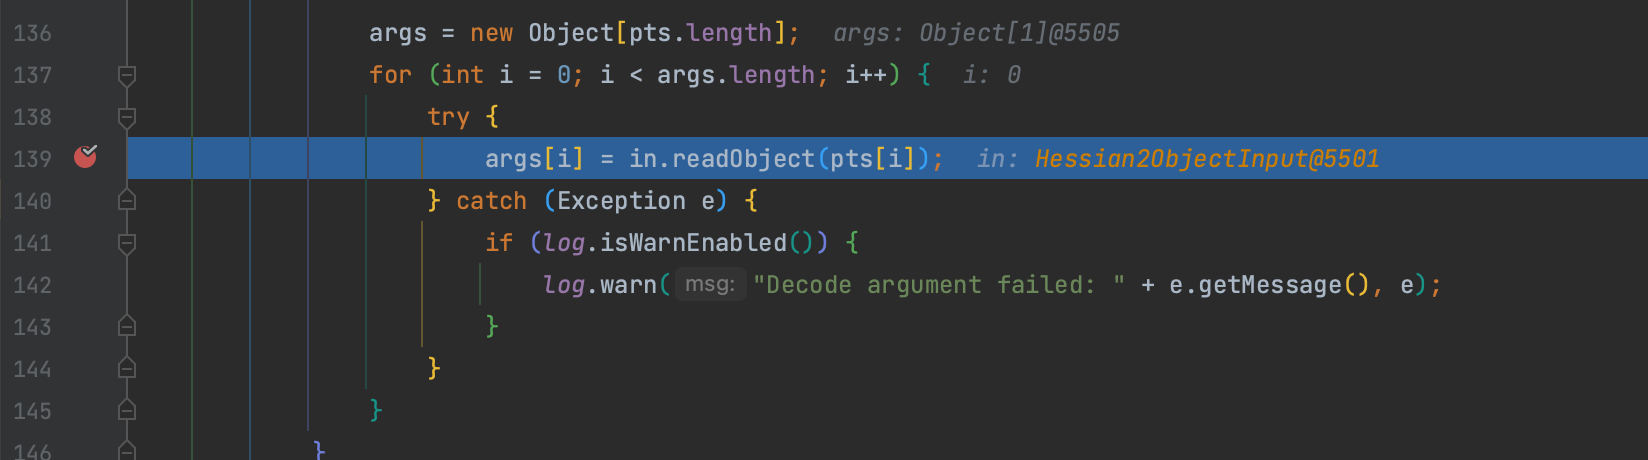 136 args = new Object[pts.length]; args: Object[1]@5505
137 for (int i = 0; i < args.length; i++) { i: 0
138 try {
139 args[i] = in.readObject(pts[i]); in: Hessian2ObjectInput@5501
140 } catch (Exception e) {
141 if (log.isWarnEnabled()) {
142 log.warn( msg: "Decode argument failed: " + e.getMessage(), e);
143 }
144 }
145 }
146 }